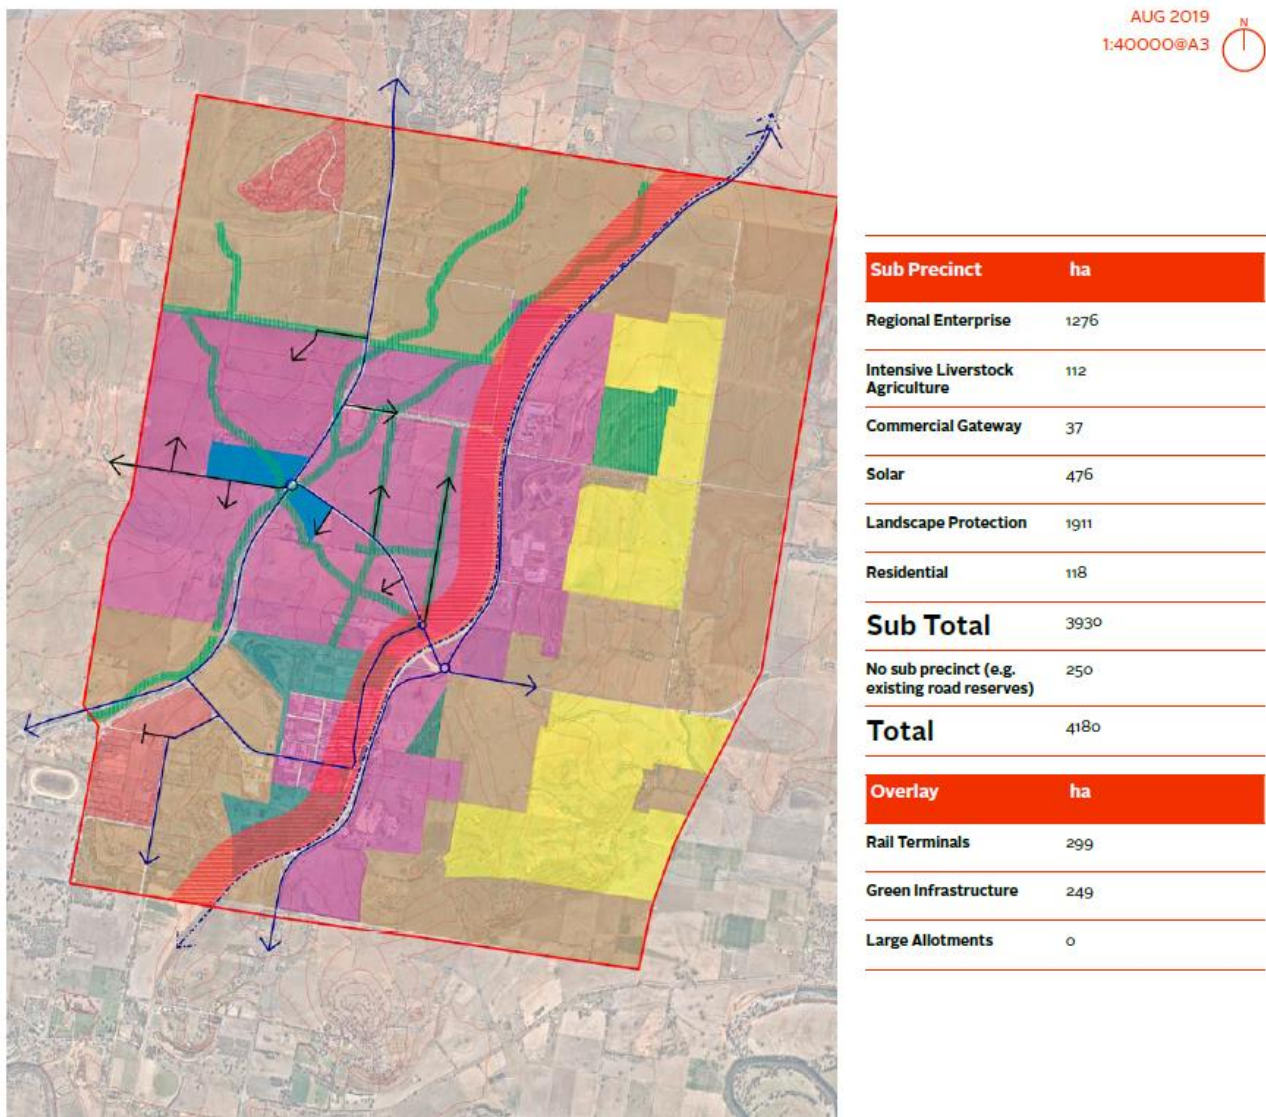 AUG 2019
N
1:40000@A3
Sub Precinct ha
Regional Enterprise 1276
Intensive Liverstock
Agriculture 112
Commercial Gateway 37
Solar 476
Landscape Protection 1911
Residential 118
Sub Total 3930
No sub precinct (e.g.
existing road reserves) 250
Total 4180
Overlay ha
Rail Terminals 299
Green Infrastructure 249
Large Allotments 0